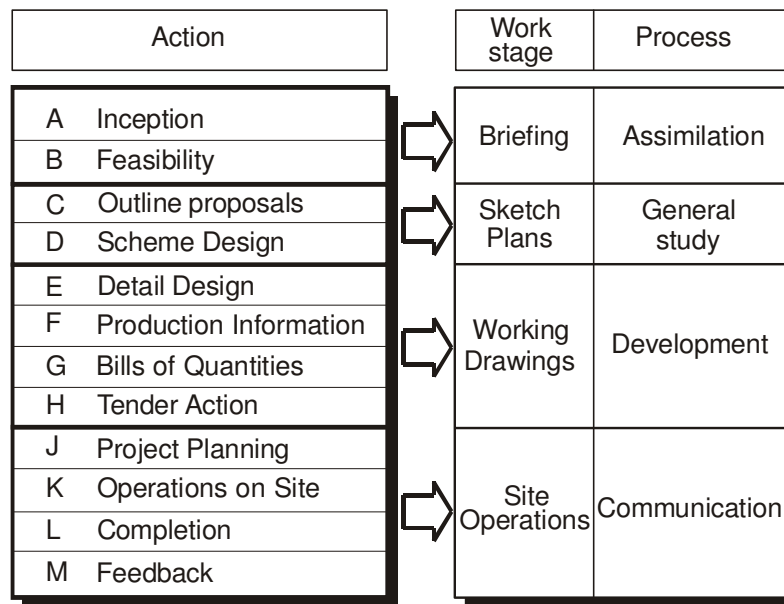 Action
Work
stage
Process
A Inception
B Feasibility
Briefing
Assimilation
C Outline proposals
D Scheme Design
Sketch
Plans
General
study
E Detail Design
F Production Information
G Bills of Quantities
H Tender Action
Working
Drawings
Development
J Project Planning
K Operations on Site
L Completion
M Feedback
Site
Operations
Communication